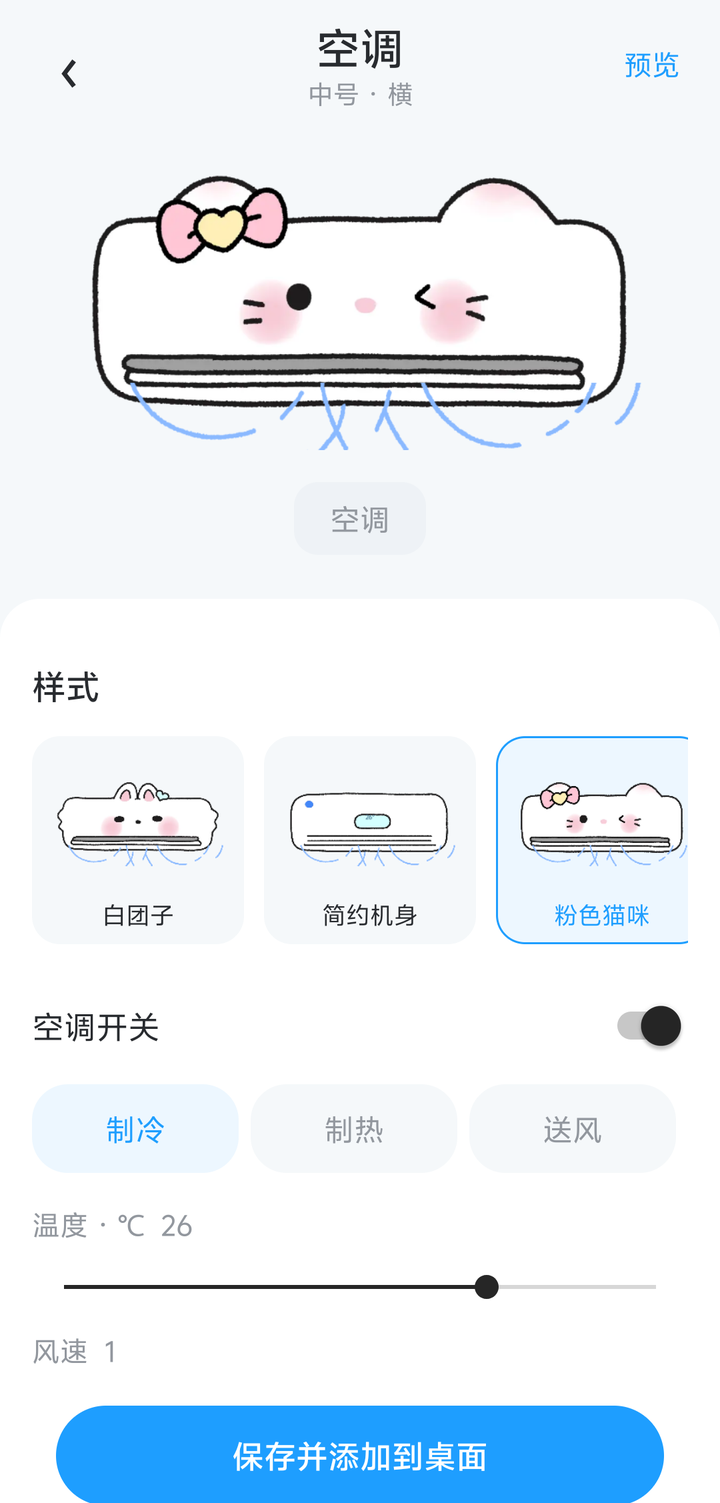 空调
预览
中号 · 横
空调
样式
白团子
简约机身
粉色猫咪
空调开关
制冷
制热
送风
温度 · ℃ 26
风速 1
保存并添加到桌面